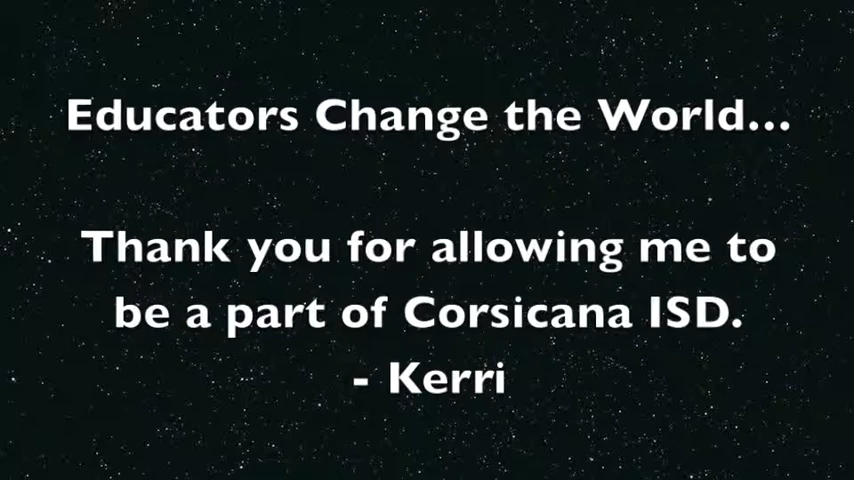 Educators Change the World...
Thank you for allowing me to
be a part of Corsicana ISD.
- Kerri